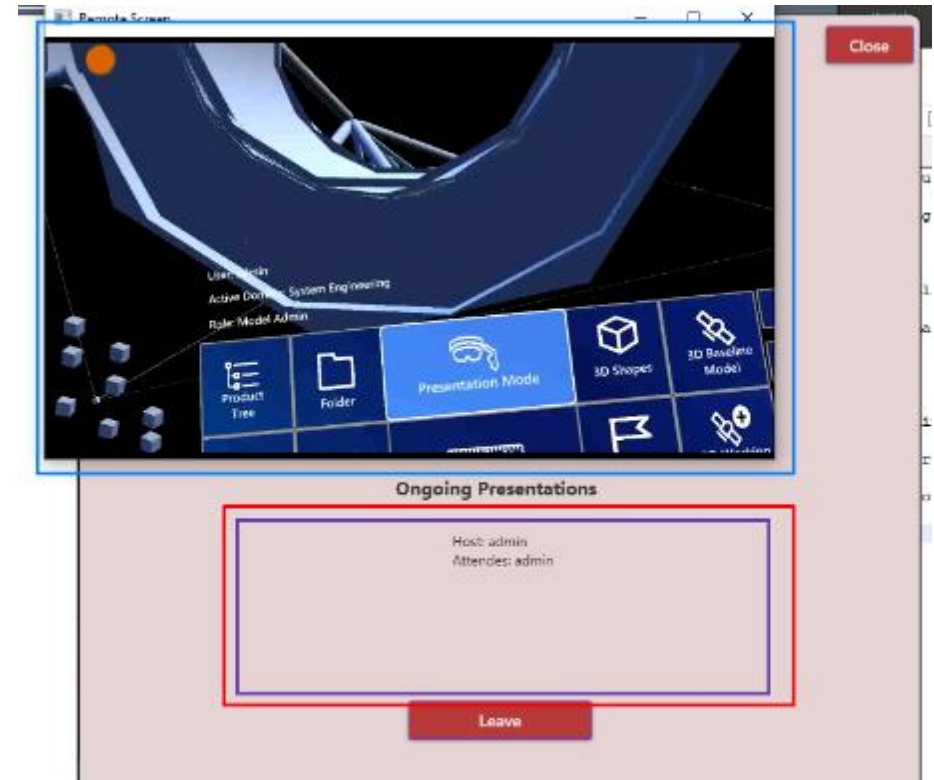 Remote Screen
Close
User: admin
Active Domain: System Engineering
Role: Model Admin
Product
Tree
Folder
Presentation Mode
3D Shapes
3D Baseline
Model
Ongoing Presentations
Host: admin
Attendes: admin
Leave